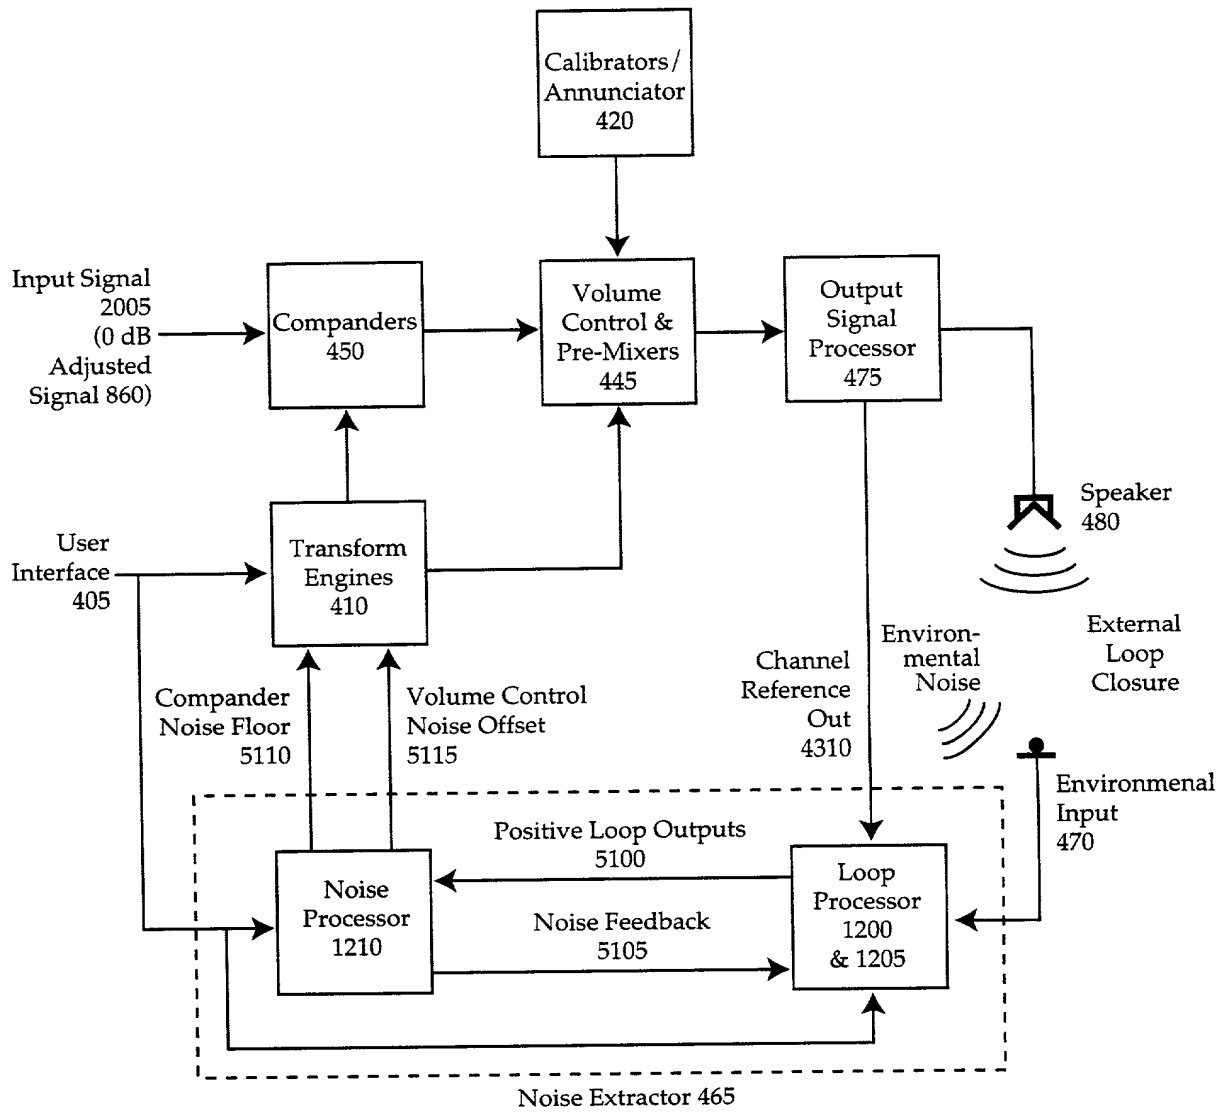 Calibrators/
Annunciator
420
Input Signal
2005
(0 dB
Adjusted
Signal 860)
Companders
450
Volume
Control &
Pre-Mixers
445
Output
Signal
Processor
475
Speaker
480
User
Interface
405
Transform
Engines
410
Environ-
mental
Noise
External
Loop
Closure
Channel
Reference
Out
4310
Compander
Noise Floor
5110
Volume Control
Noise Offset
5115
Environmenal
Input
470
Positive Loop Outputs
5100
Noise
Processor
1210
Noise Feedback
5105
Loop
Processor
1200
& 1205
Noise Extractor 465